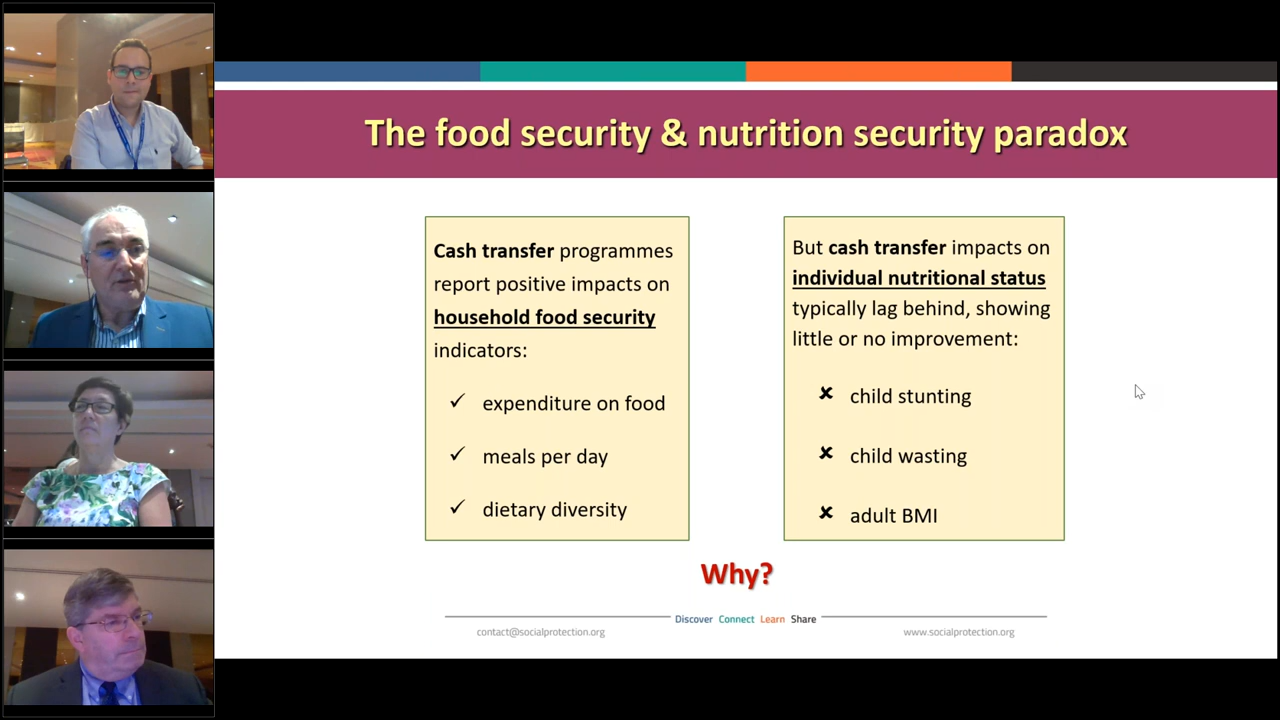 The food security & nutrition security paradox
Cash transfer programmes
report positive impacts on
household food security
indicators:
✓ expenditure on food
✓ meals per day
✓ dietary diversity
But cash transfer impacts on
individual nutritional status
typically lag behind, showing
little or no improvement:
✘ child stunting
✘ child wasting
✘ adult BMI
Why?
Discover Connect Learn Share
contact@socialprotection.org
www.socialprotection.org